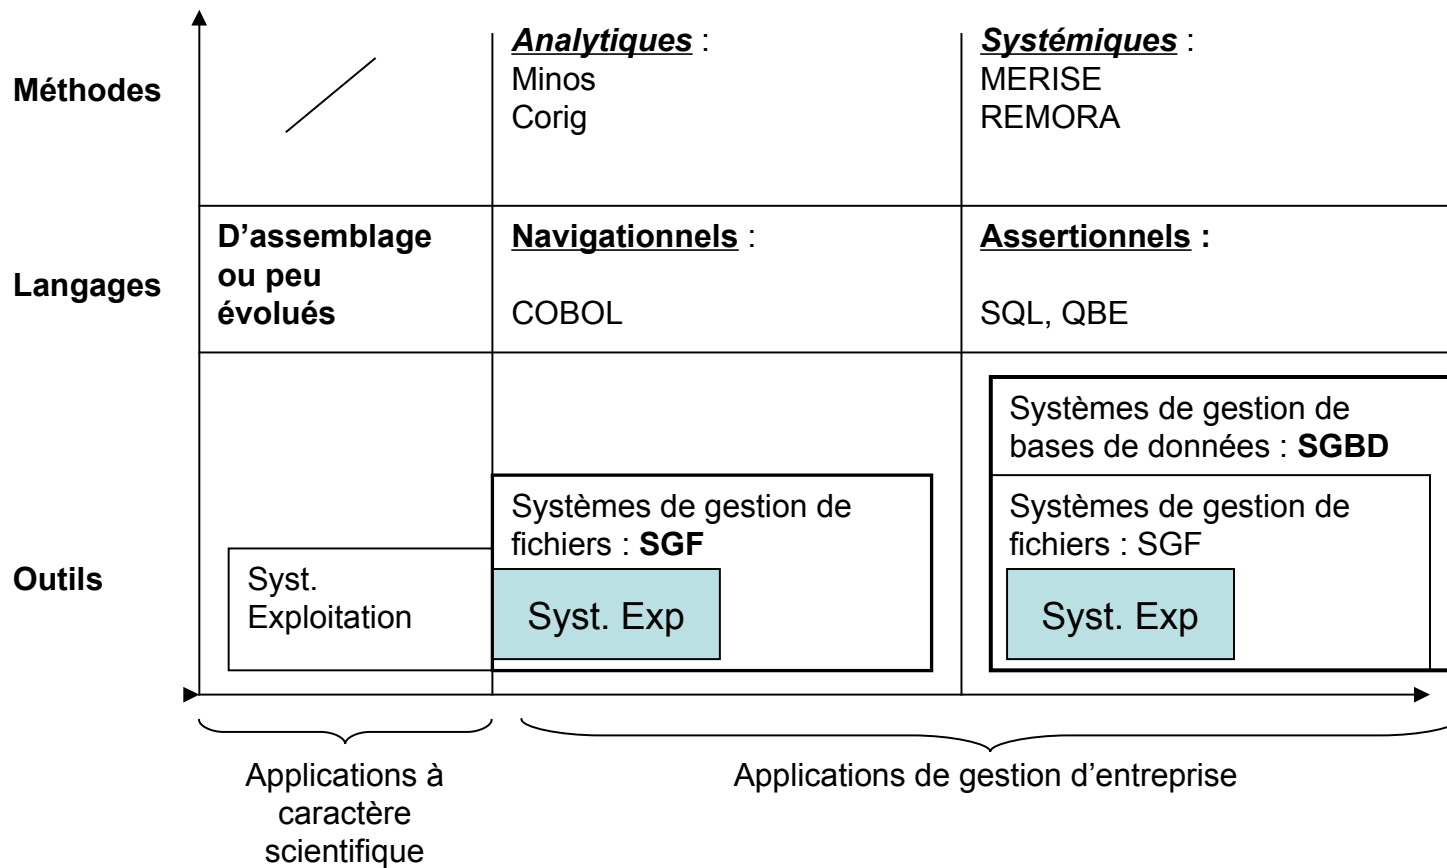 Méthodes
Analytiques :
Minos
Corig
Systémiques :
MERISE
REMORA
Langages
D’assemblage
ou peu
évolués
Navigationnels :
COBOL
Assertionnels :
SQL, QBE
Outils
Syst.
Exploitation
Systèmes de gestion de
fichiers : SGF
Syst. Exp
Systèmes de gestion de
bases de données : SGBD
Systèmes de gestion de
fichiers : SGF
Syst. Exp
Applications à
caractère
scientifique
Applications de gestion d’entreprise